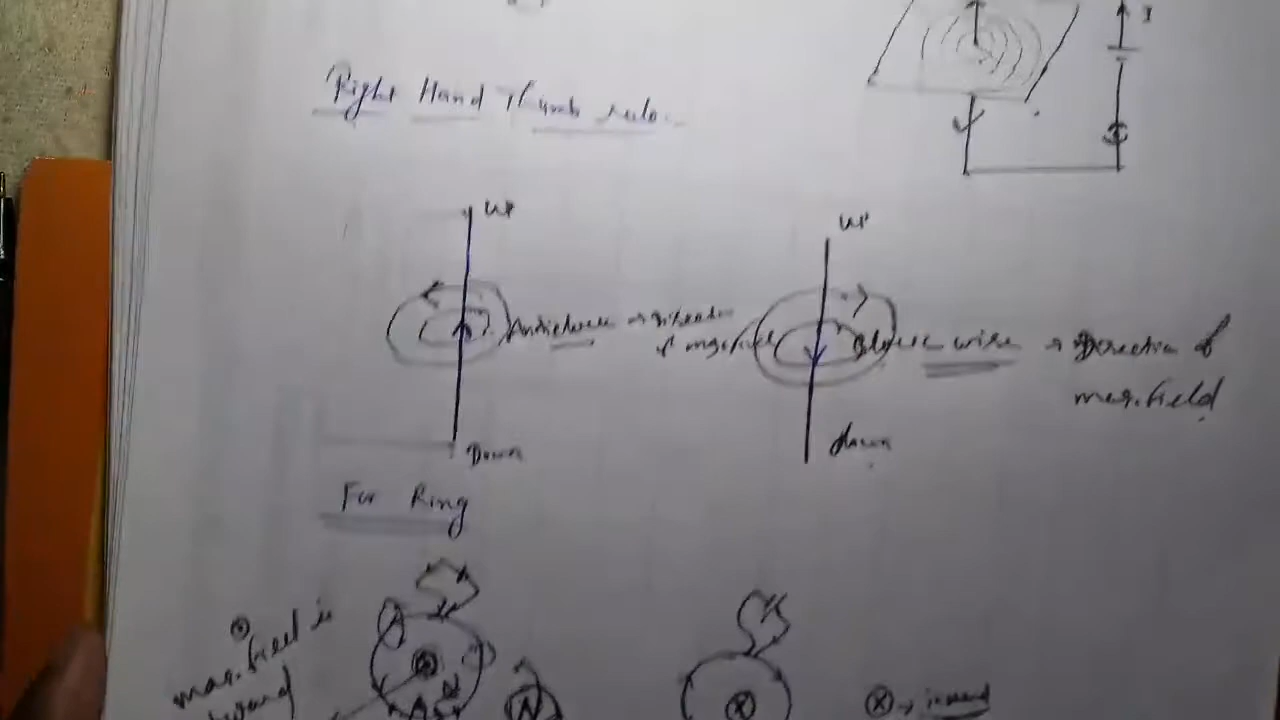 I
Right Hand Thumb rule.
up
up
Anticlock → direction
of mag.field
Clock wise → Direction of
mag.field
Down
down
For Ring
mag.field is
N
⊗ → inward